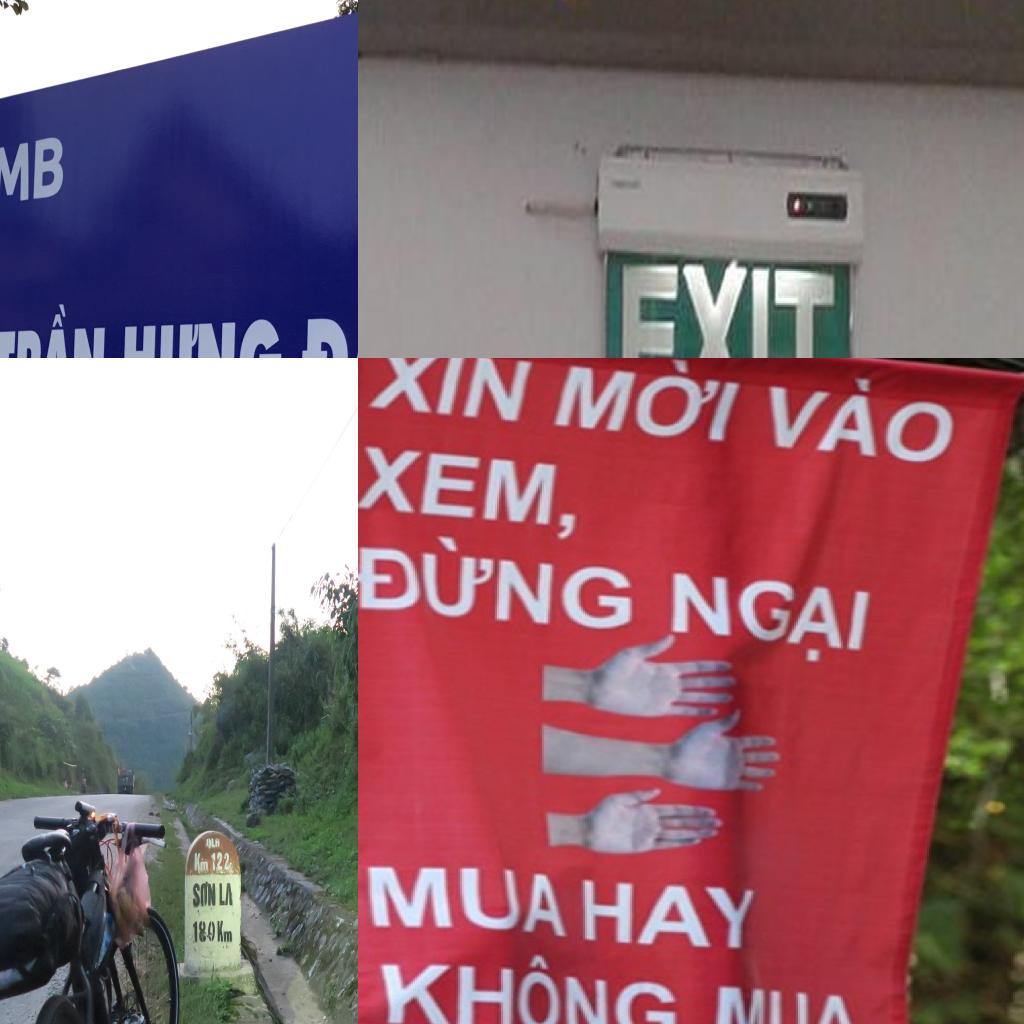 MB
TRẦN HƯNG Đ
EXIT
XIN MỜI VÀO
XEM,
ĐỪNG NGẠI
MUA HAY
KHÔNG MUA
QL6
Km 122
SƠN LA
180 Km